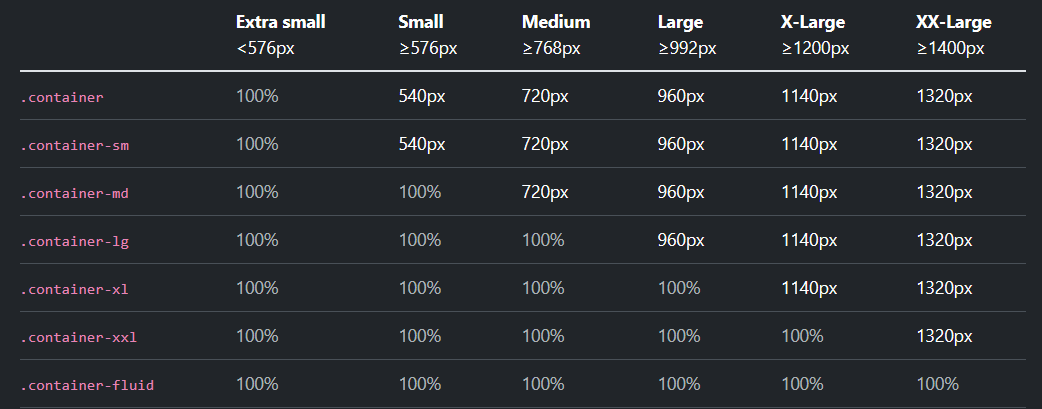 Extra small Small Medium Large X-Large XX-Large
<576px ≥576px ≥768px ≥992px ≥1200px ≥1400px
.container 100% 540px 720px 960px 1140px 1320px
.container-sm 100% 540px 720px 960px 1140px 1320px
.container-md 100% 100% 720px 960px 1140px 1320px
.container-lg 100% 100% 100% 960px 1140px 1320px
.container-xl 100% 100% 100% 100% 1140px 1320px
.container-xxl 100% 100% 100% 100% 100% 1320px
.container-fluid 100% 100% 100% 100% 100% 100%